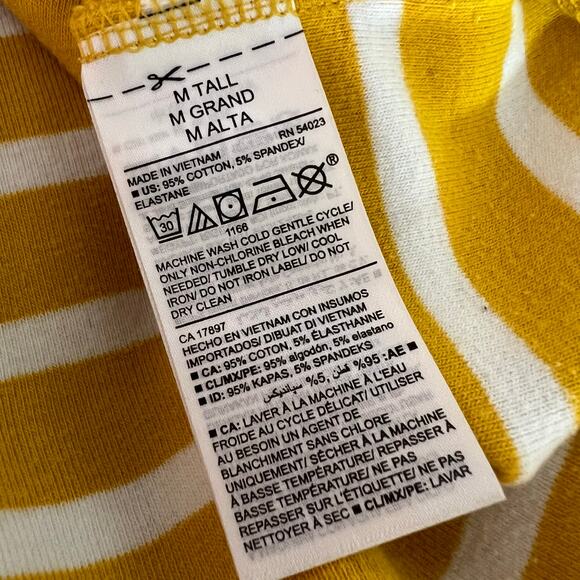 M TALL
M GRAND
M ALTA
MADE IN VIETNAM RN 54023
■ US: 95% COTTON, 5% SPANDEX/
ELASTANE
30
®
1166
MACHINE WASH COLD GENTLE CYCLE/
ONLY NON-CHLORINE BLEACH WHEN
NEEDED/ TUMBLE DRY LOW/ COOL
IRON/ DO NOT IRON LABEL/ DO NOT
DRY CLEAN
CA 17897
HECHO EN VIETNAM CON INSUMOS
IMPORTADOS/ DIBUAT DI VIETNAM
■ CA: 95% COTON, 5% ÉLASTHANNE
■ CL/MX/PE: 95% algodón, 5% elastano
■ ID: 95% KAPAS, 5% SPANDEKS
■ AE: 95% قطن, 5% سبانديكس
■ CA: LAVER À LA MACHINE À L'EAU
FROIDE AU CYCLE DÉLICAT/ UTILISER
AU BESOIN UN AGENT DE
BLANCHIMENT SANS CHLORE
UNIQUEMENT/ SÉCHER À LA MACHINE
À BASSE TEMPÉRATURE/ REPASSER À
BASSE TEMPÉRATURE/ NE PAS
REPASSER SUR L'ÉTIQUETTE/ NE PAS
NETTOYER À SEC ■ CL/MX/PE: LAVAR